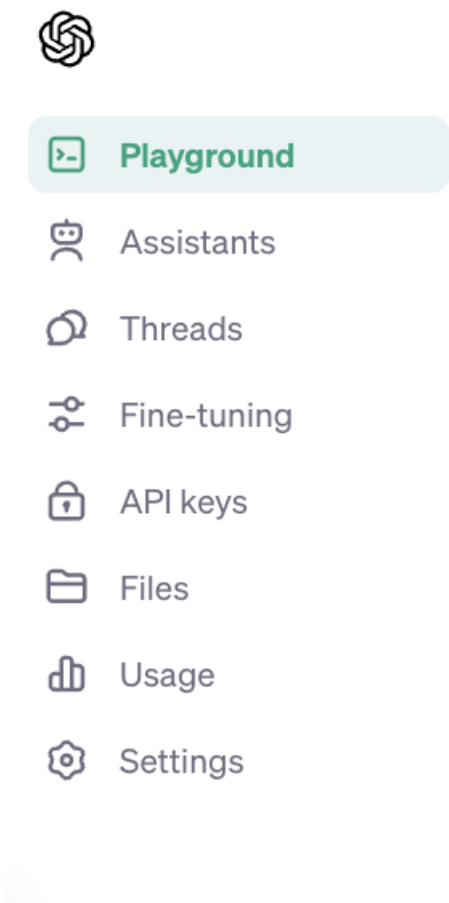 Playground
Assistants
Threads
Fine-tuning
API keys
Files
Usage
Settings